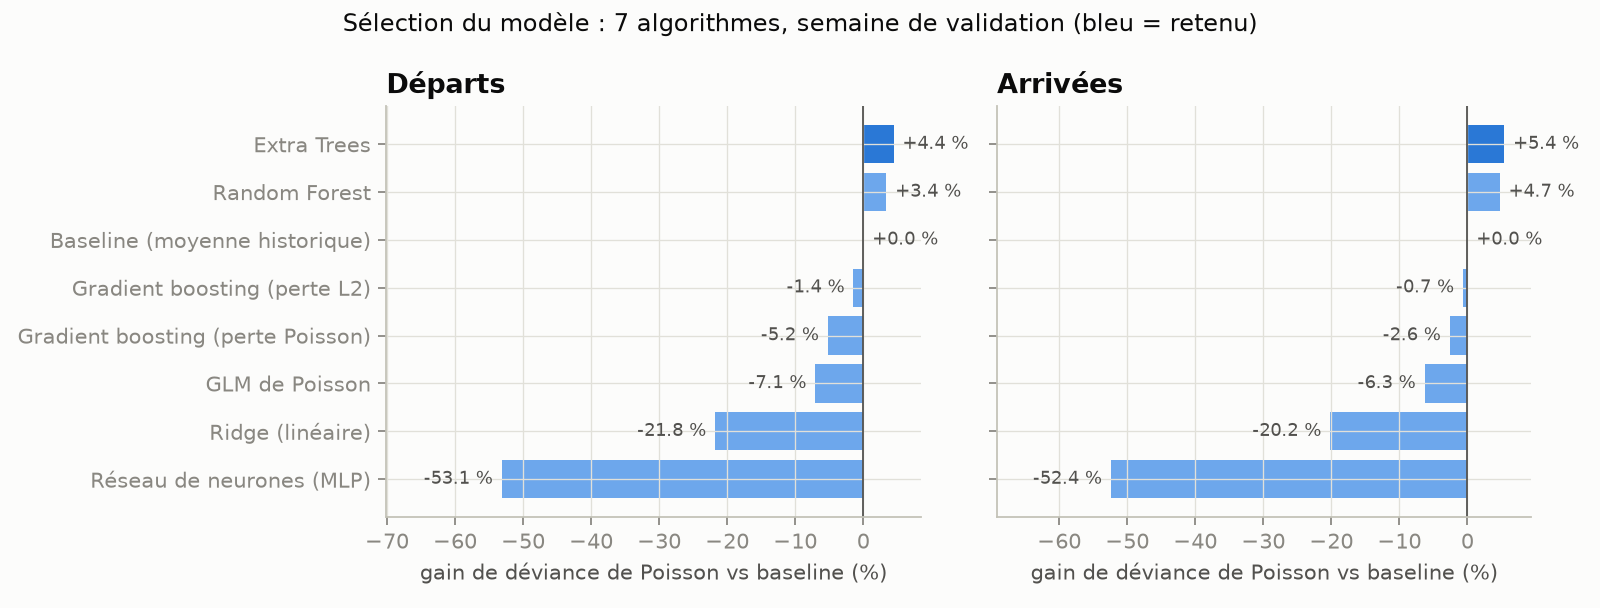 Sélection du modèle : 7 algorithmes, semaine de validation (bleu = retenu)
Départs
Extra Trees
+4.4 %
Random Forest
+3.4 %
Baseline (moyenne historique)
+0.0 %
Gradient boosting (perte L2)
-1.4 %
Gradient boosting (perte Poisson)
-5.2 %
GLM de Poisson
-7.1 %
Ridge (linéaire)
-21.8 %
Réseau de neurones (MLP)
-53.1 %
−70 −60 −50 −40 −30 −20 −10 0
gain de déviance de Poisson vs baseline (%)
Arrivées
+5.4 %
+4.7 %
+0.0 %
-0.7 %
-2.6 %
-6.3 %
-20.2 %
-52.4 %
−60 −50 −40 −30 −20 −10 0
gain de déviance de Poisson vs baseline (%)